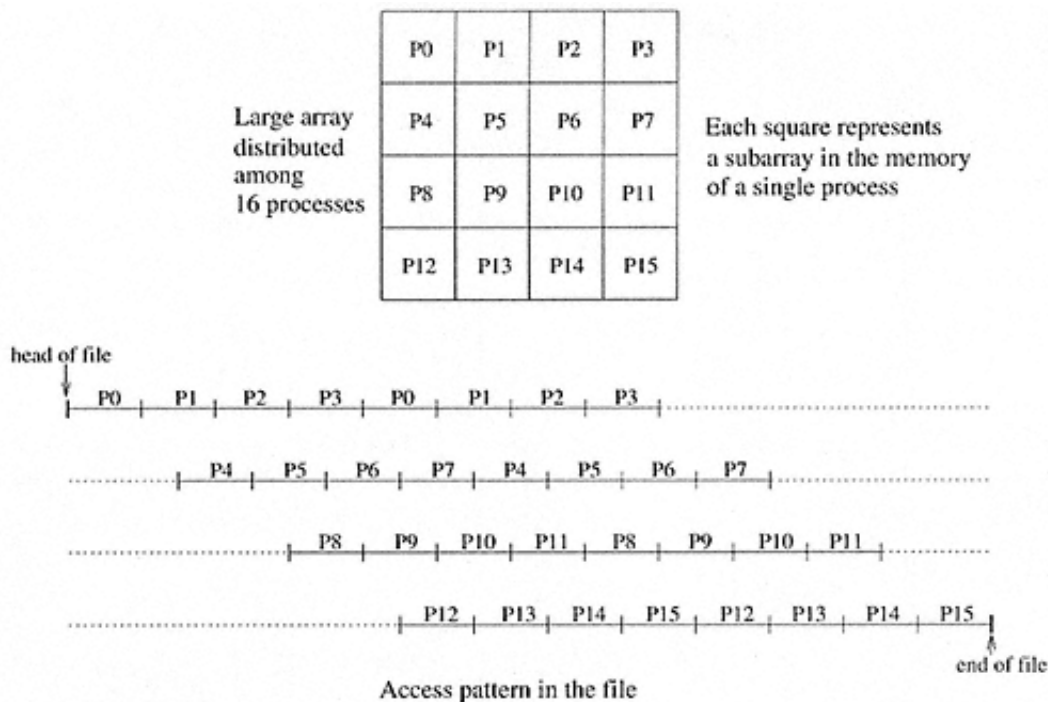 P0 P1 P2 P3
Large array
distributed
among
16 processes
P4 P5 P6 P7
Each square represents
a subarray in the memory
of a single process
P8 P9 P10 P11
P12 P13 P14 P15
head of file
P0 P1 P2 P3 P0 P1 P2 P3
P4 P5 P6 P7 P4 P5 P6 P7
P8 P9 P10 P11 P8 P9 P10 P11
P12 P13 P14 P15 P12 P13 P14 P15
end of file
Access pattern in the file